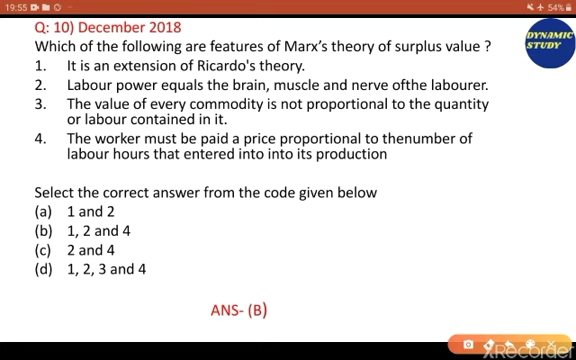 19:55
54%
Q: 10) December 2018
DYNAMIC
STUDY
Which of the following are features of Marx's theory of surplus value ?
1. It is an extension of Ricardo's theory.
2. Labour power equals the brain, muscle and nerve ofthe labourer.
3. The value of every commodity is not proportional to the quantity
or labour contained in it.
4. The worker must be paid a price proportional to thenumber of
labour hours that entered into into its production
Select the correct answer from the code given below
(a) 1 and 2
(b) 1, 2 and 4
(c) 2 and 4
(d) 1, 2, 3 and 4
ANS- (B)
XRecorder